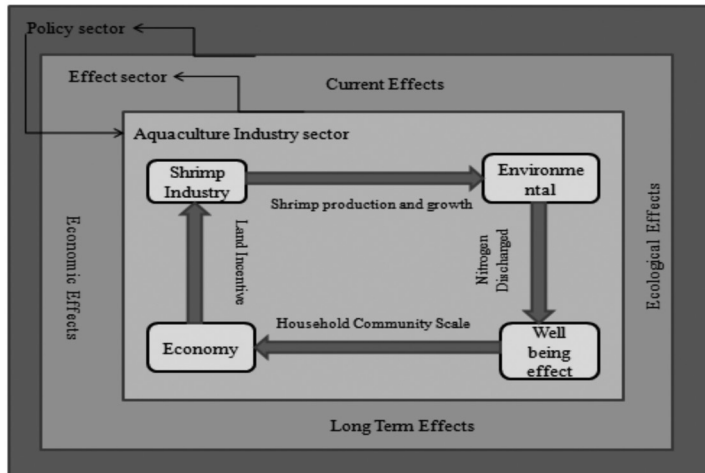 Policy sector
Effect sector
Current Effects
Aquaculture Industry sector
Shrimp
Industry
Environme
ntal
Shrimp production and growth
Economic Effects
Land Incentive
Nitrogen
Discharged
Ecological Effects
Household Community Scale
Economy
Well
being
effect
Long Term Effects